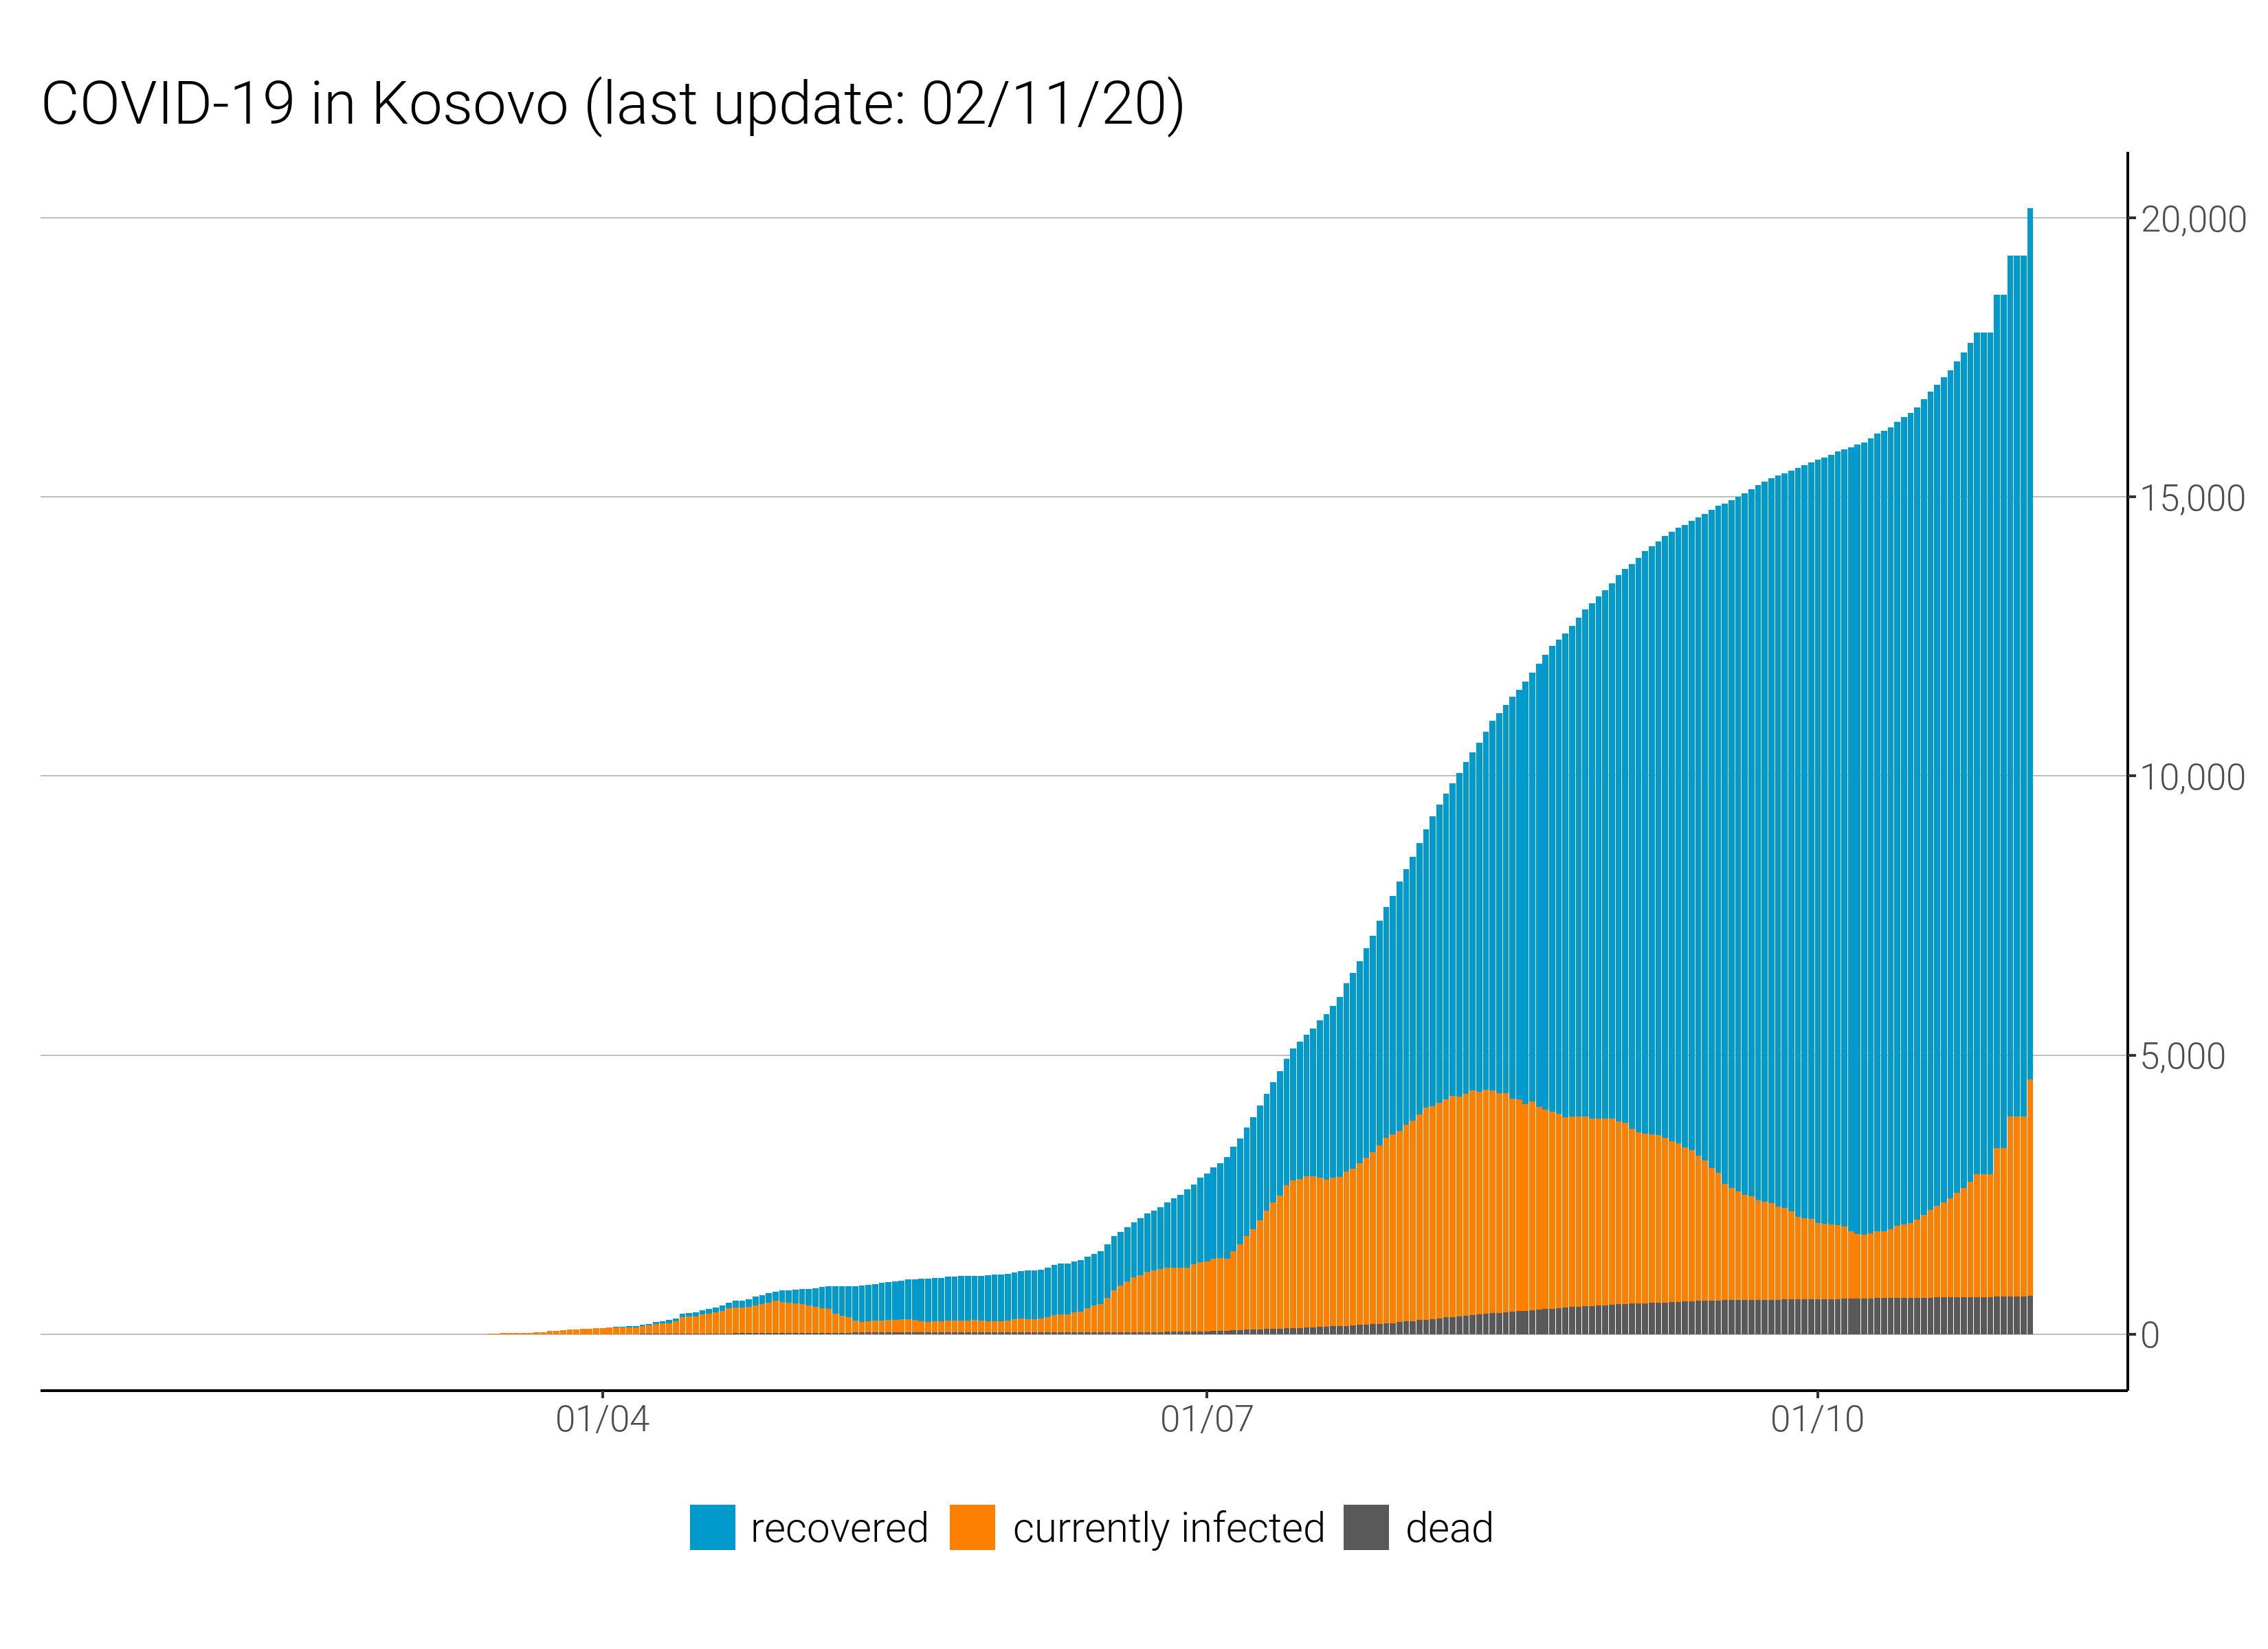 COVID-19 in Kosovo (last update: 02/11/20)
20,000
15,000
10,000
5,000
0
01/04 01/07 01/10
recovered currently infected dead